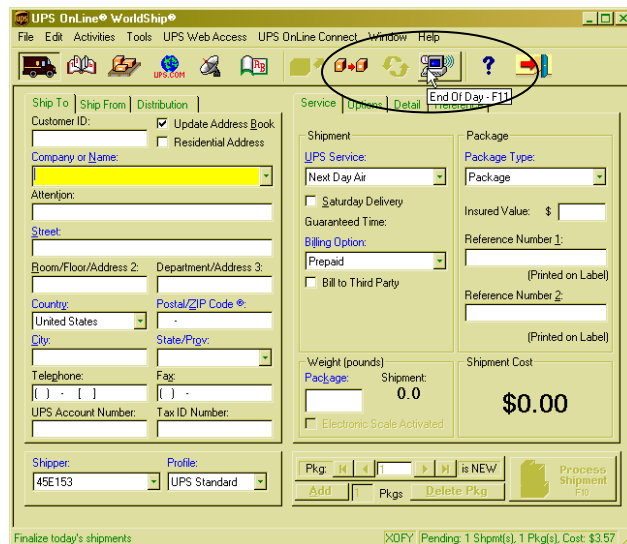 UPS OnLine® WorldShip®
File Edit Activities Tools UPS Web Access UPS OnLine Connect Window Help
UPS.COM
End Of Day - F11
Ship To Ship From Distribution
Customer ID:
Update Address Book
Residential Address
Company or Name:
Attention:
Street:
Room/Floor/Address 2: Department/Address 3:
Country: Postal/ZIP Code ®:
United States -
City: State/Prov:
Telephone: Fax:
( ) - [ ] ( ) -
UPS Account Number: Tax ID Number:
Shipper: Profile:
45E153 UPS Standard
Service Options Detail
Shipment
UPS Service:
Next Day Air
Saturday Delivery
Guaranteed Time:
Billing Option:
Prepaid
Bill to Third Party
Package
Package Type:
Package
Insured Value: $
Reference Number 1:
(Printed on Label)
Reference Number 2:
(Printed on Label)
Weight (pounds)
Package: Shipment:
0.0
Electronic Scale Activated
Shipment Cost
$0.00
Pkg: 1 is NEW
Add 1 Pkgs Delete Pkg
Process
Shipment
F10
Finalize today's shipments XOFY Pending: 1 Shpmt(s), 1 Pkg(s), Cost: $3.57